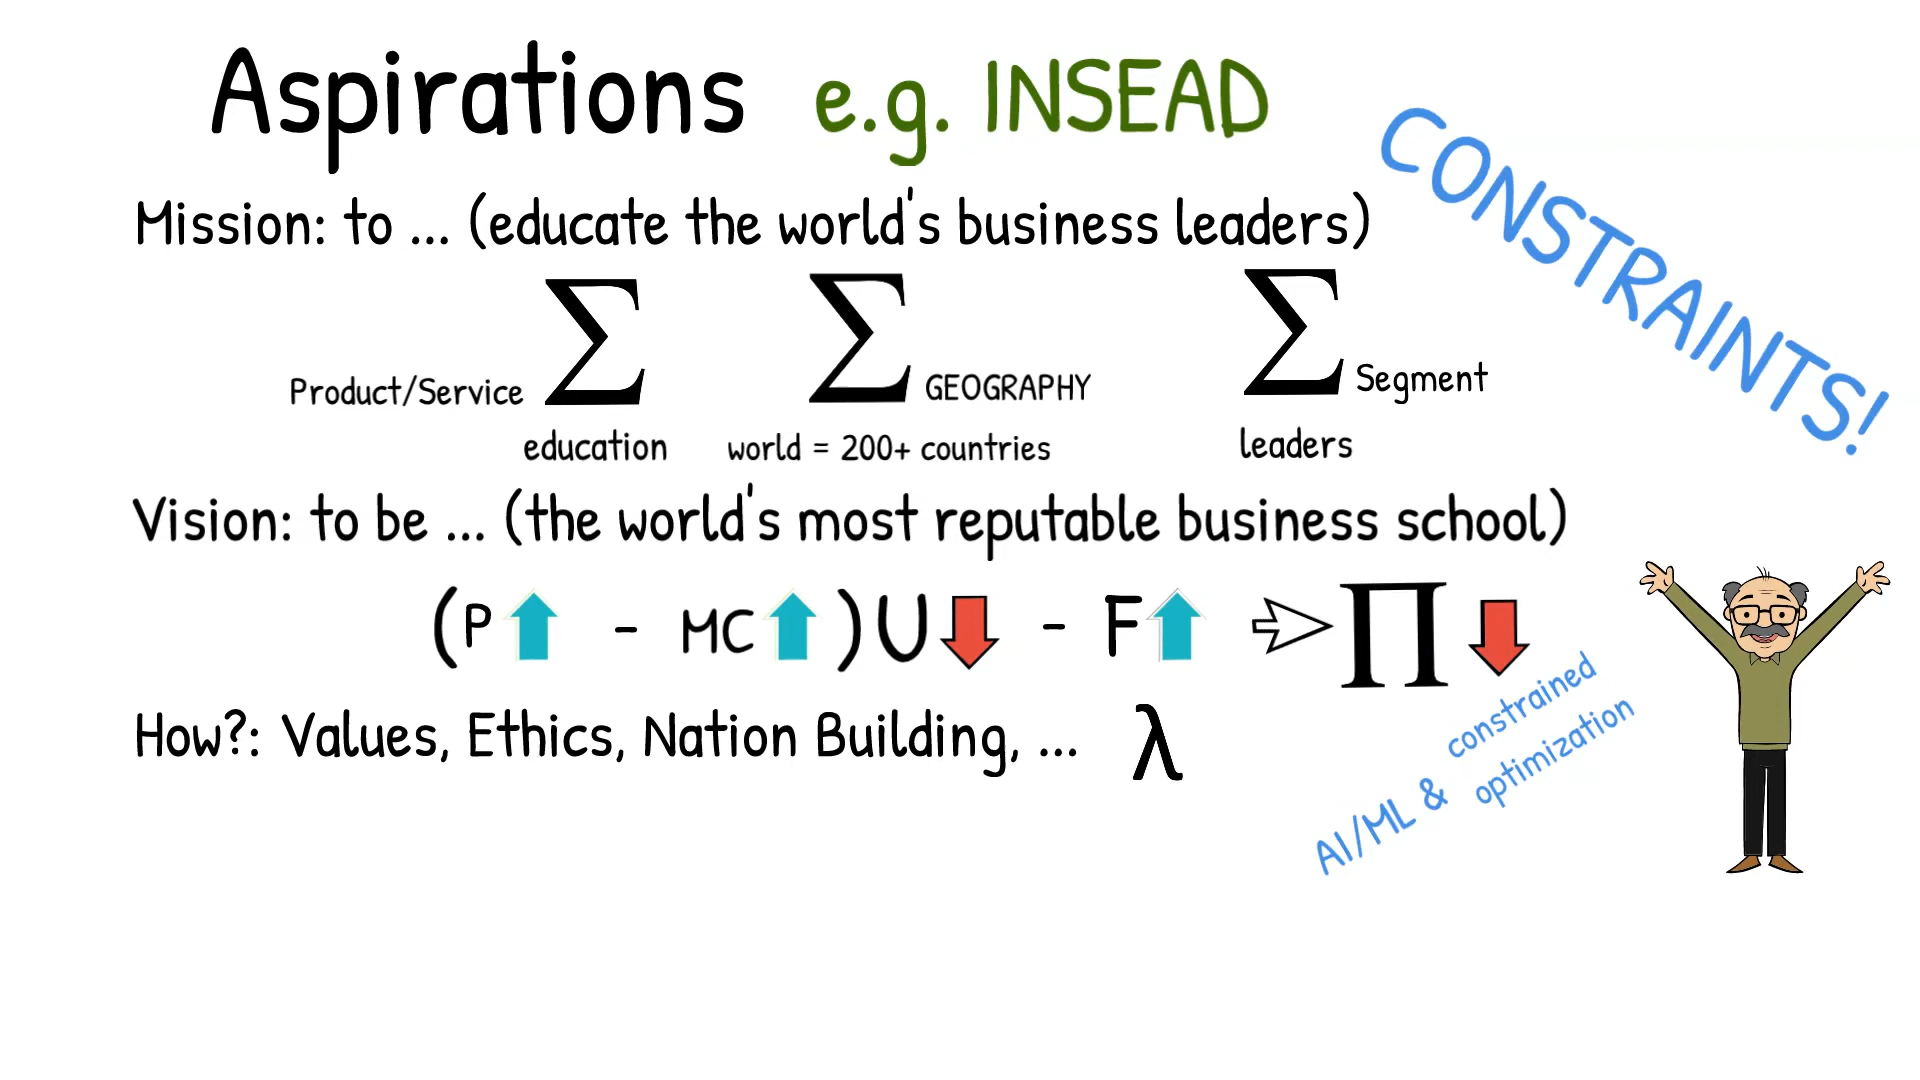 Aspirations e.g. INSEAD
CONSTRAINTS!
Mission: to ... (educate the world's business leaders)
Product/Service Σ Σ GEOGRAPHY Σ Segment
education world = 200+ countries leaders
Vision: to be ... (the world's most reputable business school)
(P - MC) U - F Π
How?: Values, Ethics, Nation Building, ... λ
AI/ML & constrained
optimization